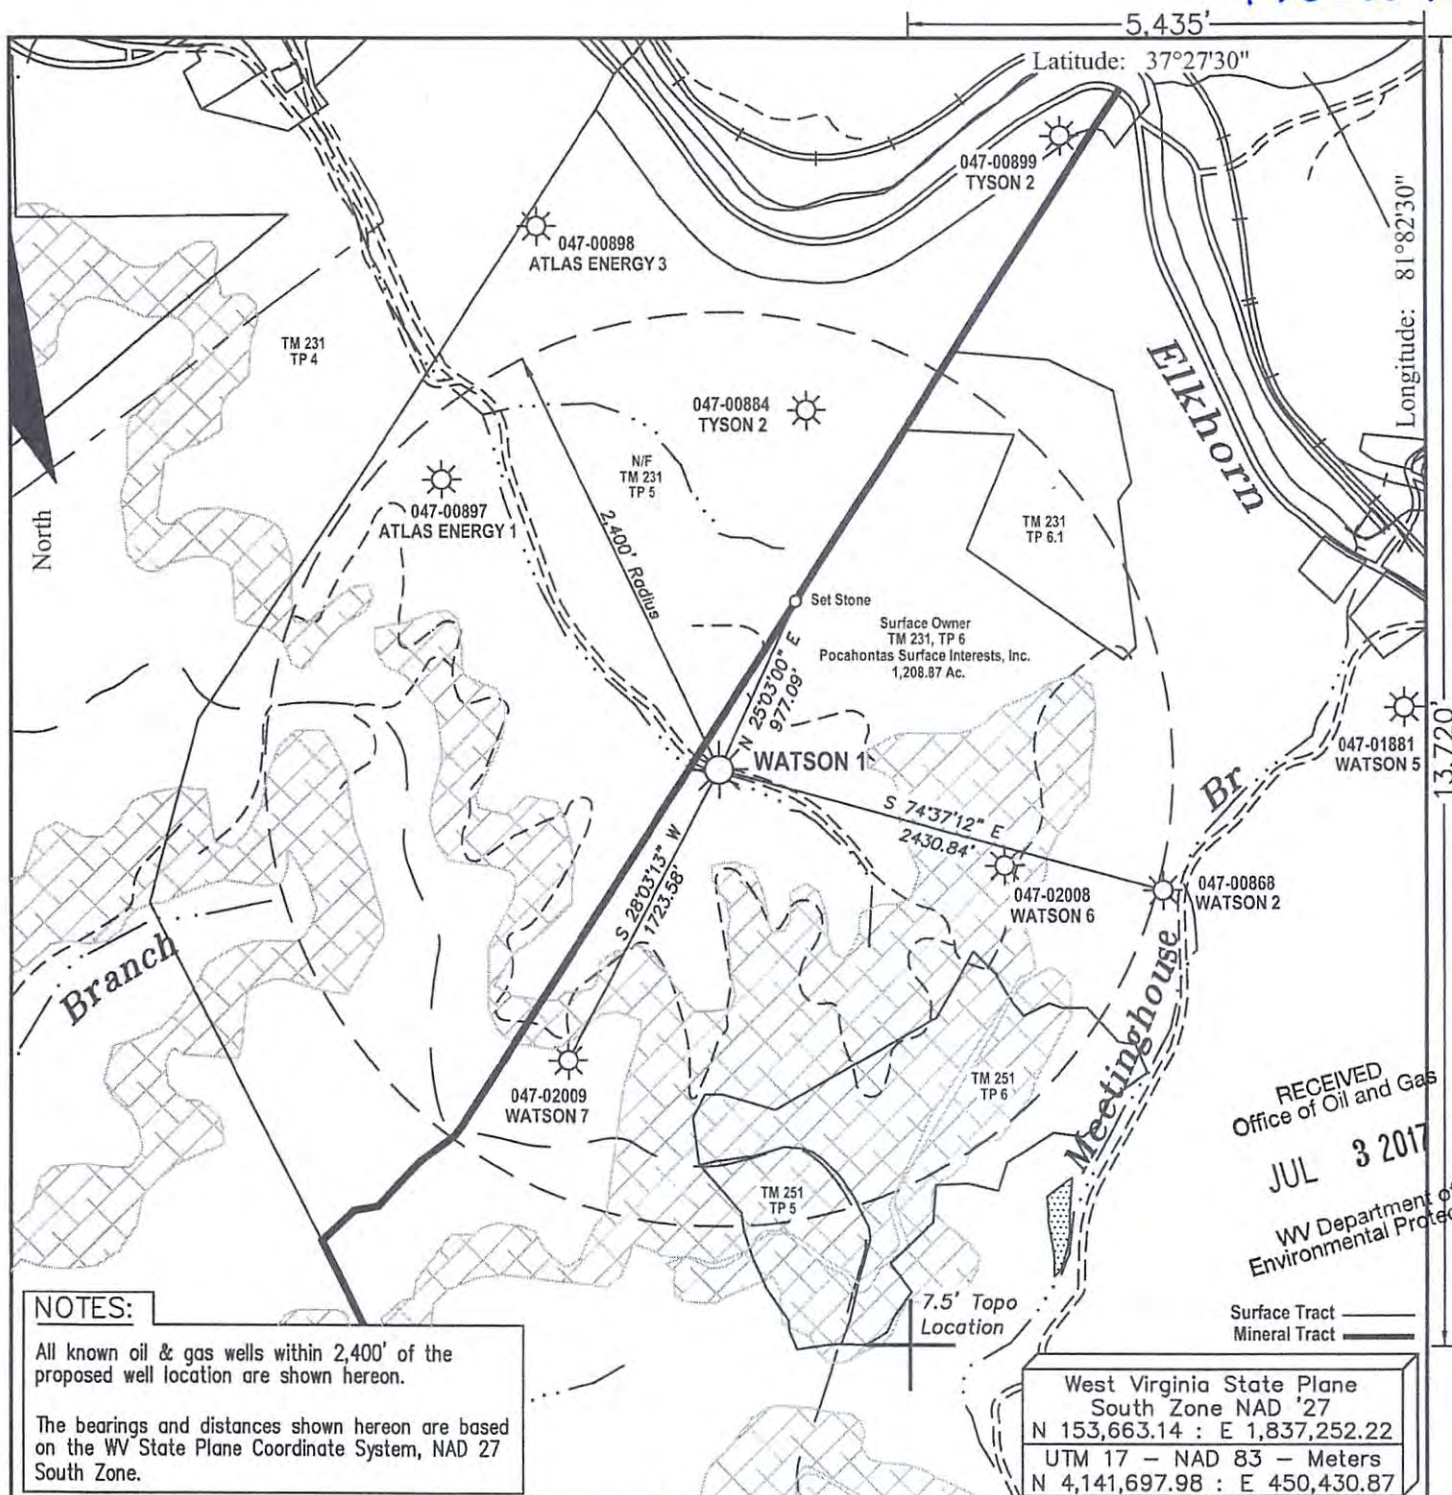 5,435'
Latitude: 37°27'30"
Longitude: 81°82'30"
13,720'
047-00899
TYSON 2
047-00898
ATLAS ENERGY 3
TM 231
TP 4
047-00884
TYSON 2
N/F
TM 231
TP 5
047-00897
ATLAS ENERGY 1
North
2,400' Radius
TM 231
TP 6.1
Elkhorn
Set Stone
Surface Owner
TM 231, TP 6
Pocahontas Surface Interests, Inc.
1,208.87 Ac.
N 25°03'00" E
977.09'
WATSON 1
047-01881
WATSON 5
S 74°37'12" E
2430.84'
S 28°03'13" W
1723.58'
047-02008
WATSON 6
047-00868
WATSON 2
Branch
Meetinghouse Br
047-02009
WATSON 7
TM 251
TP 6
TM 251
TP 5
RECEIVED
Office of Oil and Gas
JUL 3 2017
WV Department of
Environmental Protec
7.5' Topo
Location
Surface Tract
Mineral Tract
NOTES:
All known oil & gas wells within 2,400' of the
proposed well location are shown hereon.
The bearings and distances shown hereon are based
on the WV State Plane Coordinate System, NAD 27
South Zone.
West Virginia State Plane
South Zone NAD '27
N 153,663.14 : E 1,837,252.22
UTM 17 - NAD 83 - Meters
N 4,141,697.98 : E 450,430.87